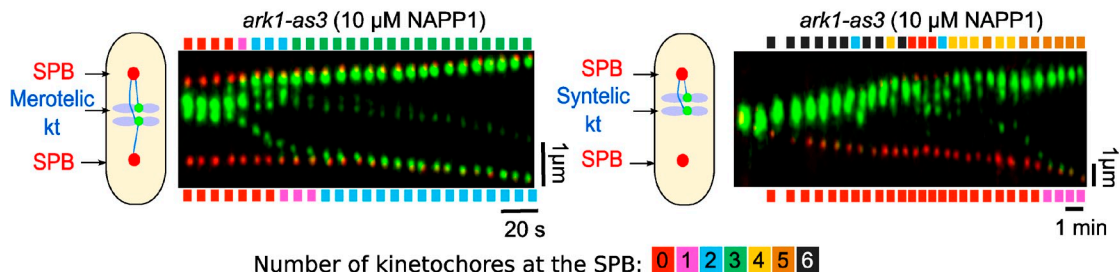 ark1-as3 (10 µM NAPP1)
SPB
Merotelic
kt
SPB
1µm
20 s
ark1-as3 (10 µM NAPP1)
SPB
Syntelic
kt
SPB
1µm
1 min
Number of kinetochores at the SPB: 0 1 2 3 4 5 6